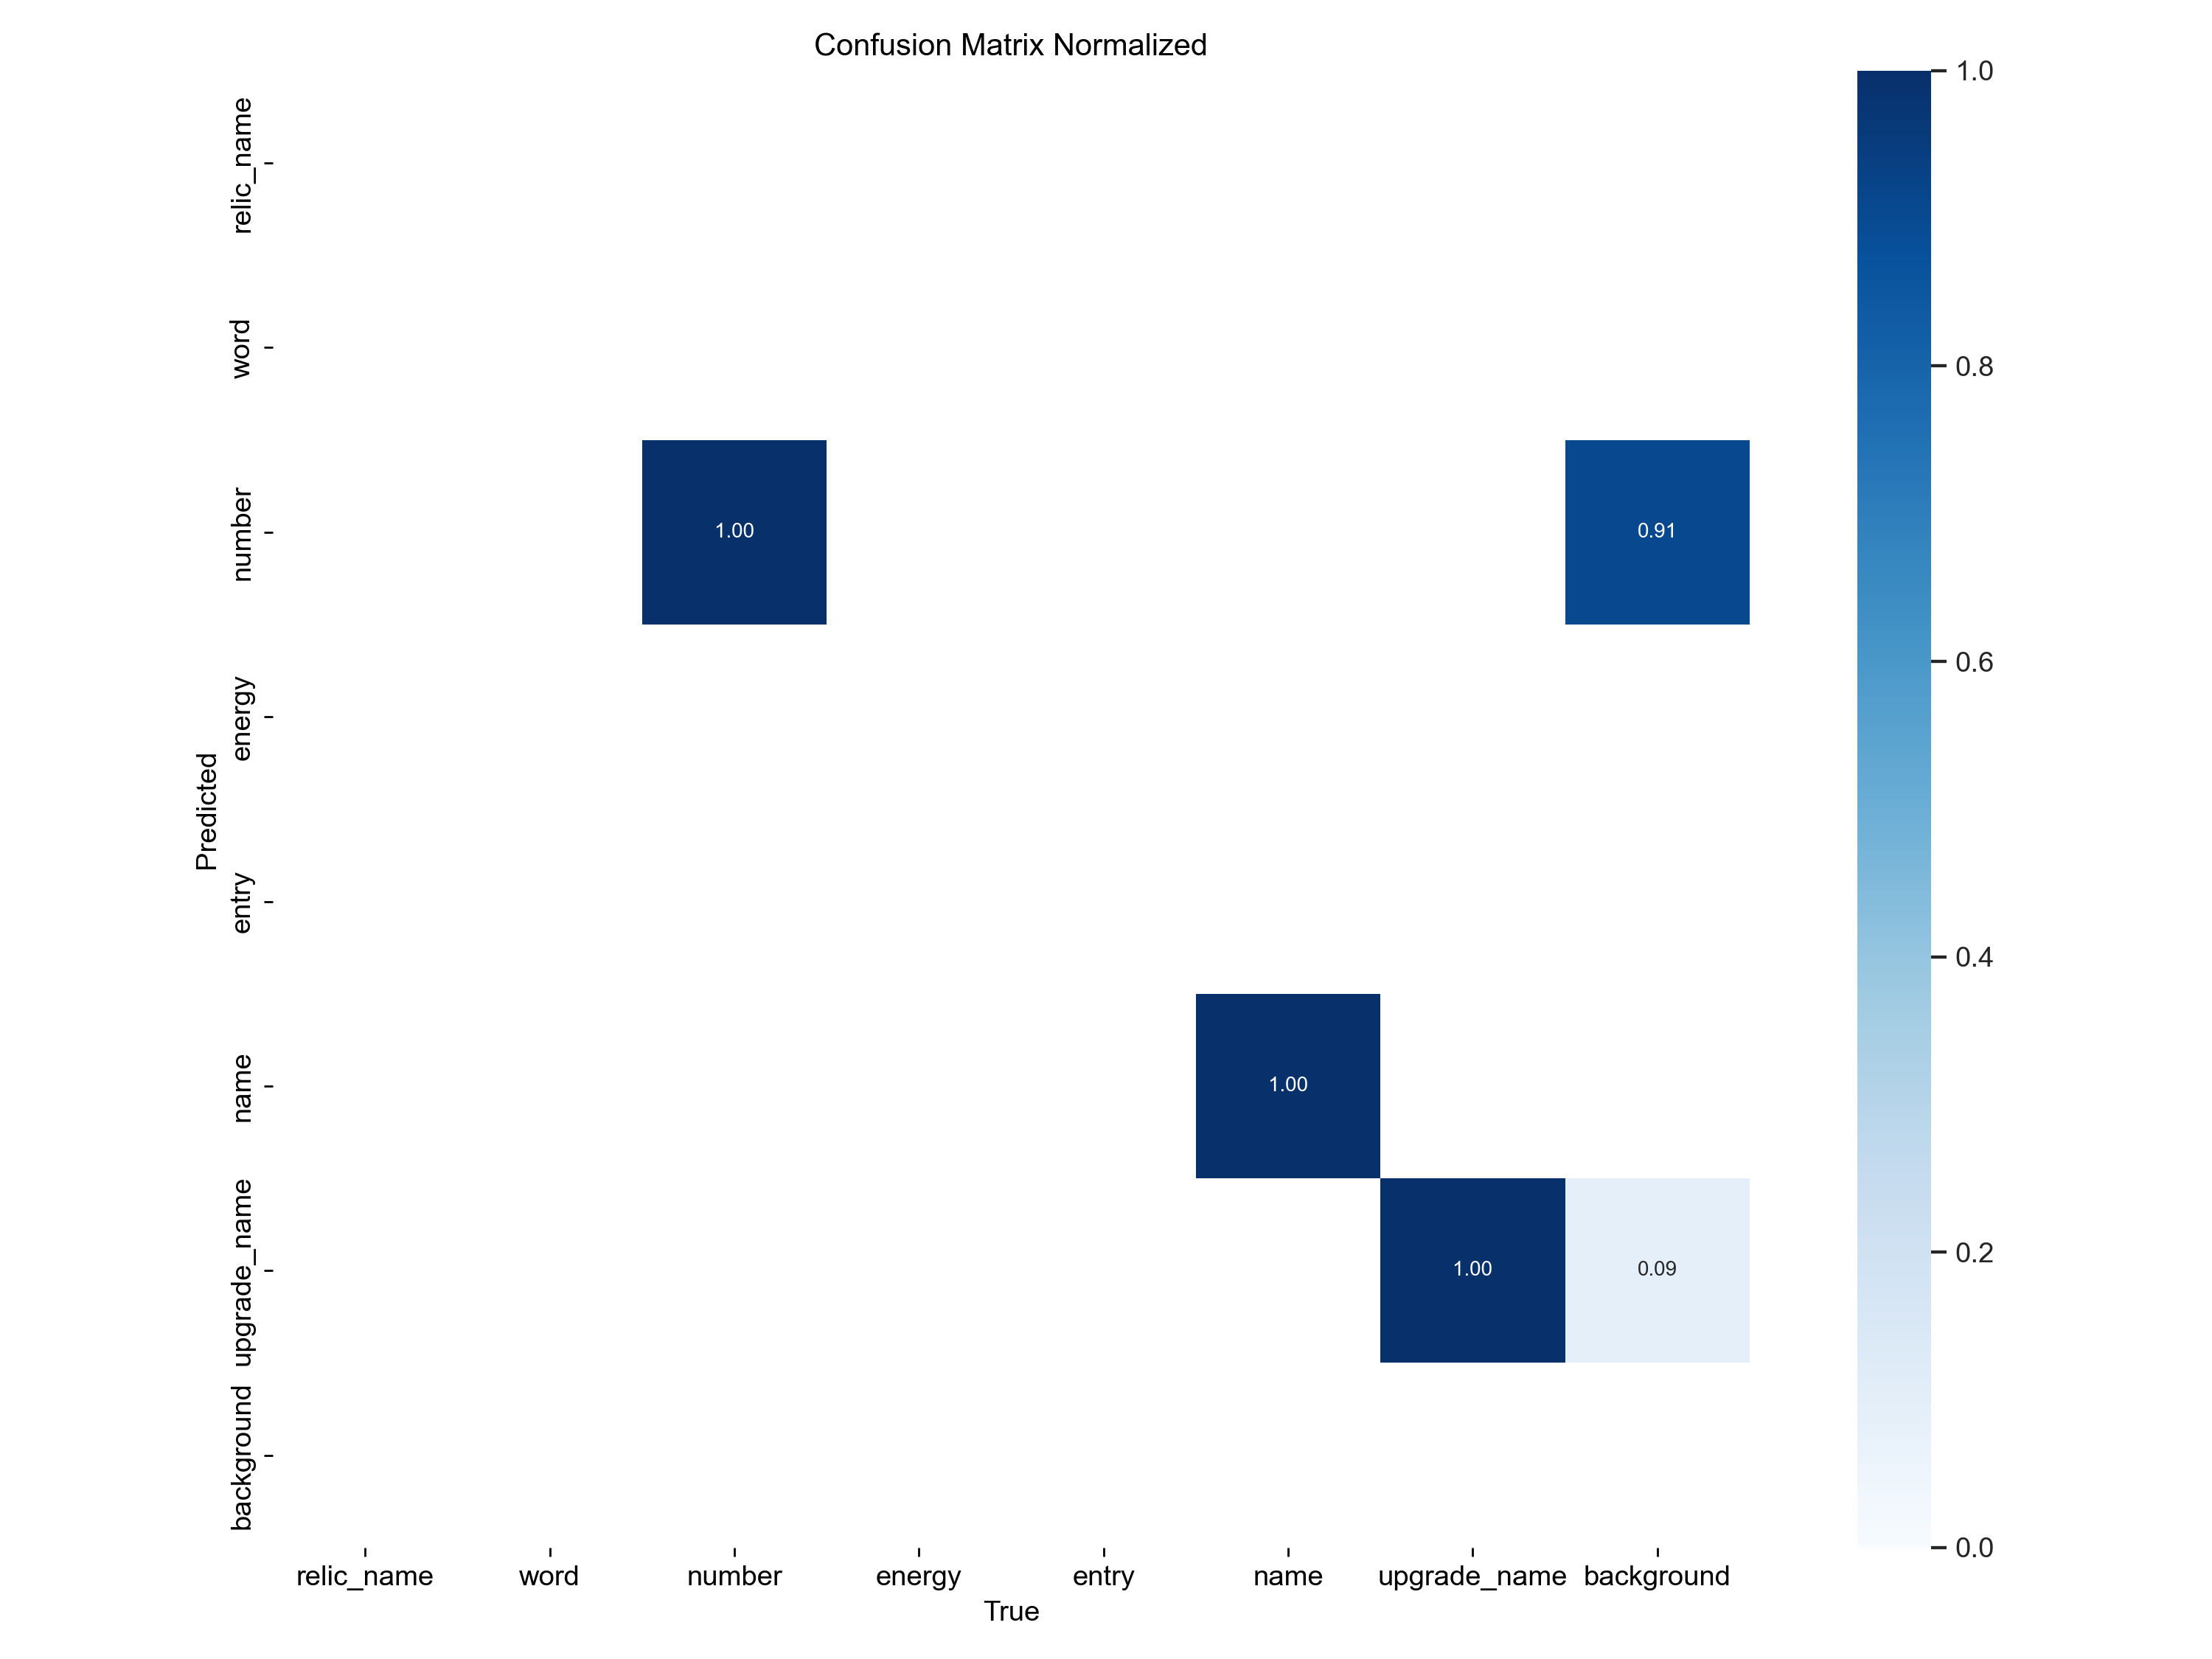 Confusion Matrix Normalized
relic_name
word
number
energy
entry
name
upgrade_name
background
Predicted
1.00
0.91
1.00
1.00
0.09
relic_name
word
number
energy
entry
name
upgrade_name
background
True
1.0
0.8
0.6
0.4
0.2
0.0